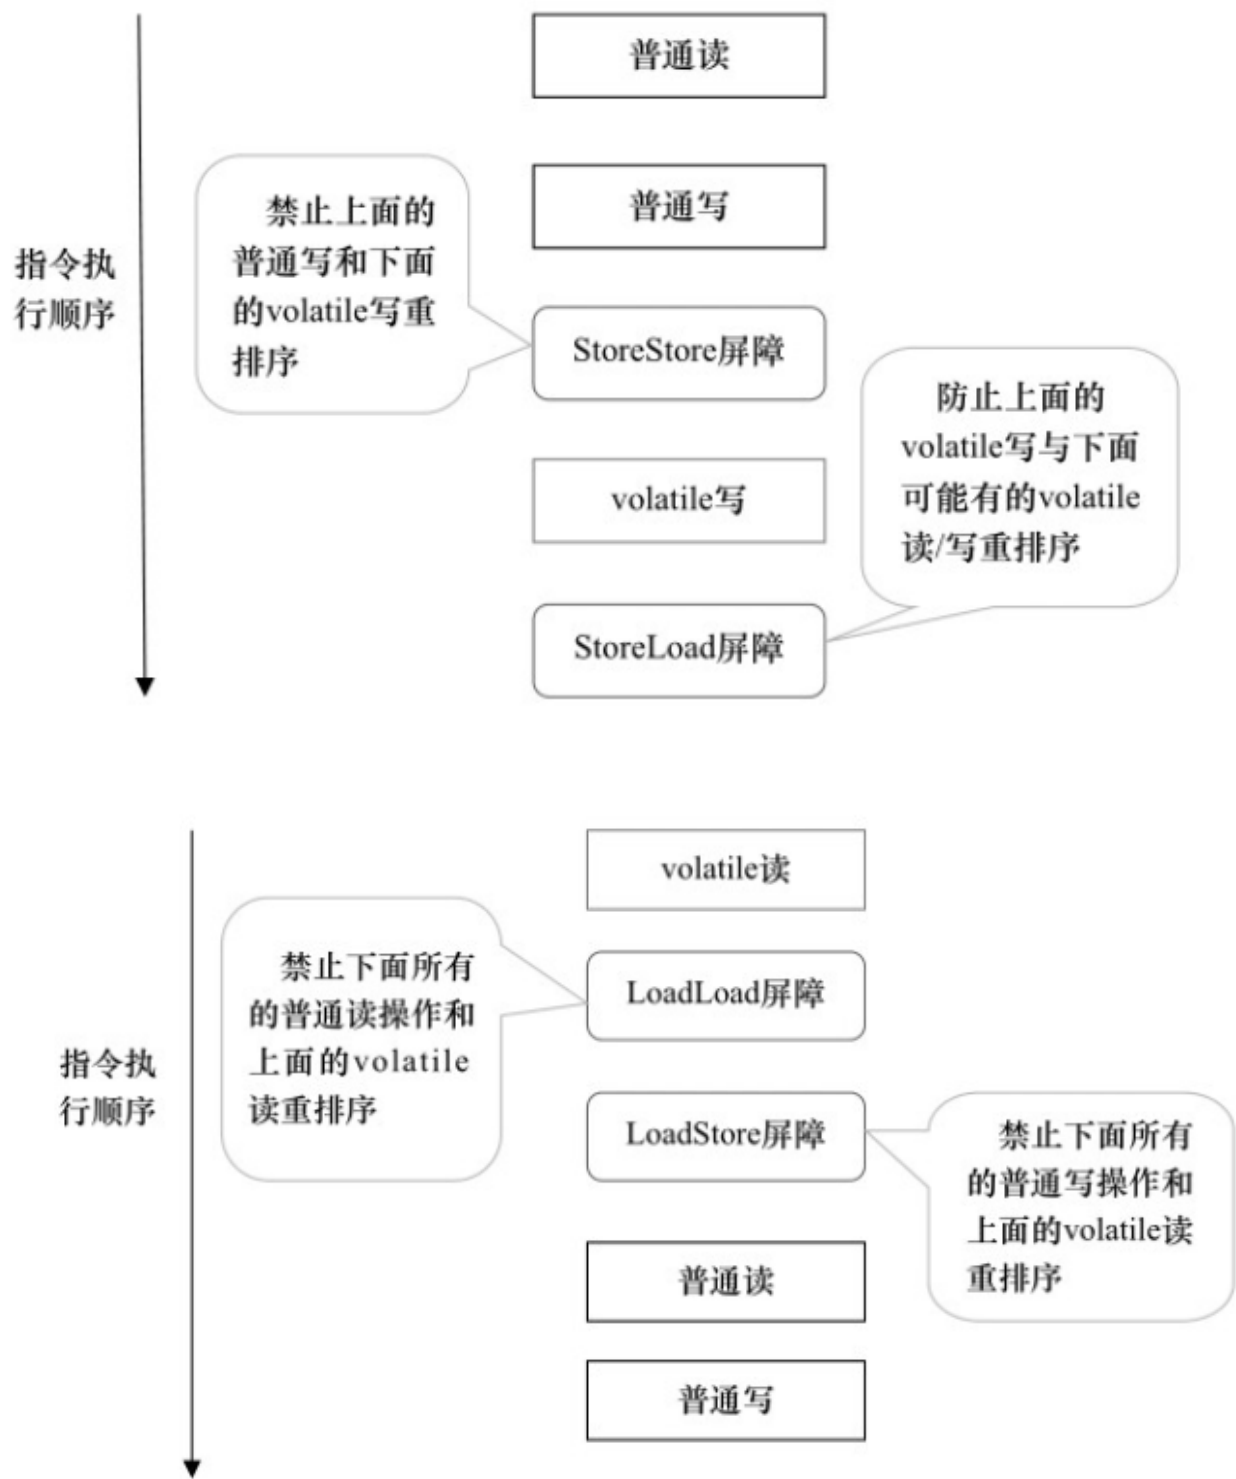 普通读
普通写
禁止上面的
普通写和下面
的volatile写重
排序
指令执
行顺序
StoreStore屏障
防止上面的
volatile写与下面
可能有的volatile
读/写重排序
volatile写
StoreLoad屏障
volatile读
禁止下面所有
的普通读操作和
上面的volatile
读重排序
LoadLoad屏障
指令执
行顺序
LoadStore屏障
禁止下面所有
的普通写操作和
上面的volatile读
重排序
普通读
普通写